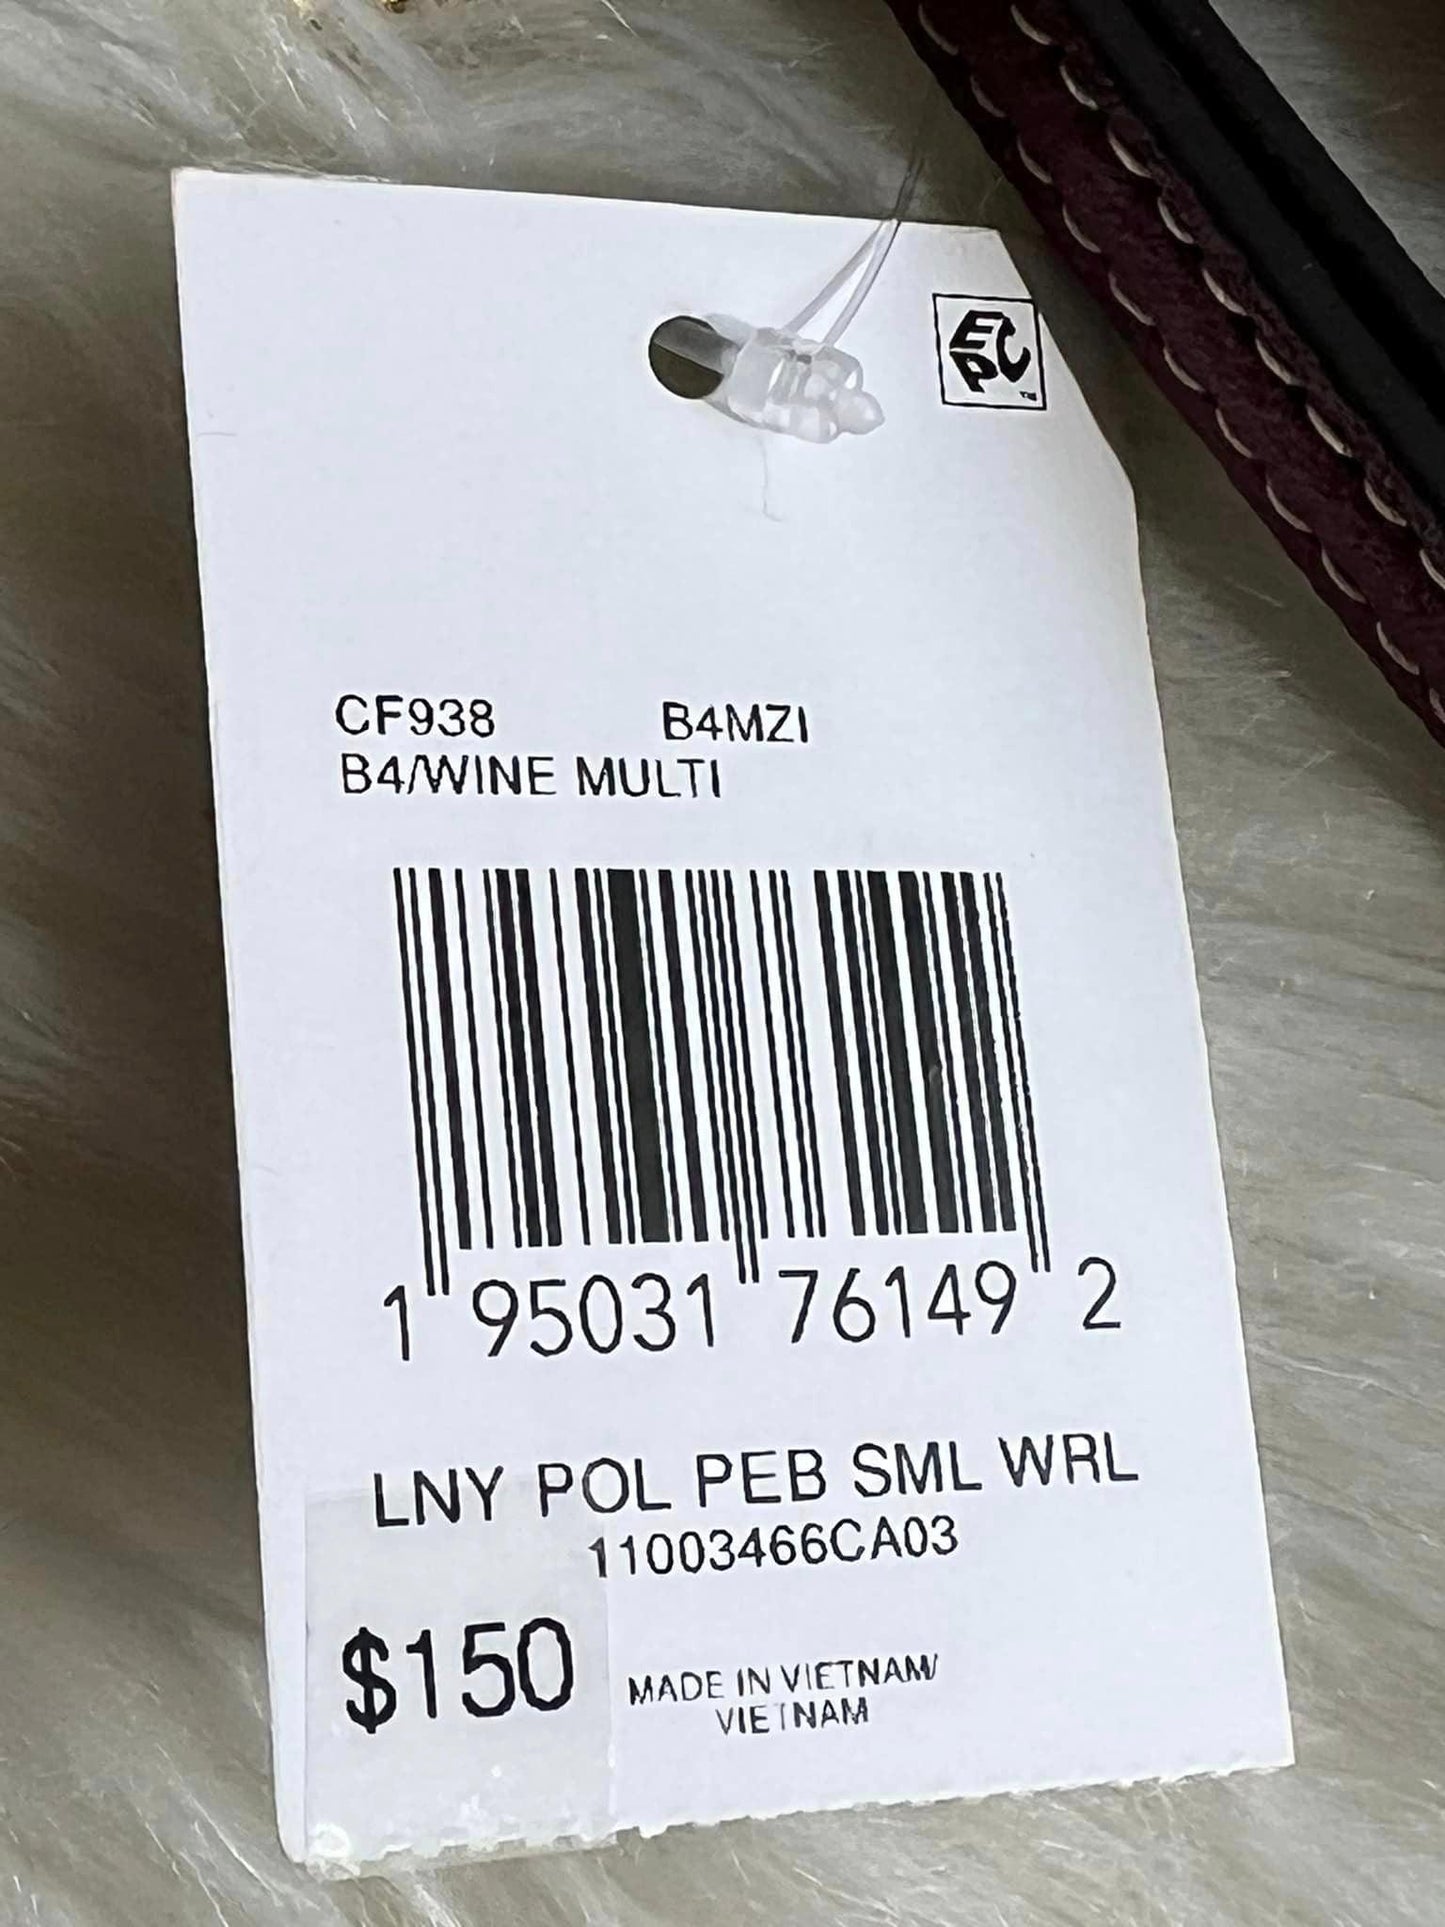 EPC™
CF938 B4MZI
B4/WINE MULTI
1 95031 76149 2
LNY POL PEB SML WRL
11003466CA03
$150
MADE IN VIETNAM/
VIETNAM